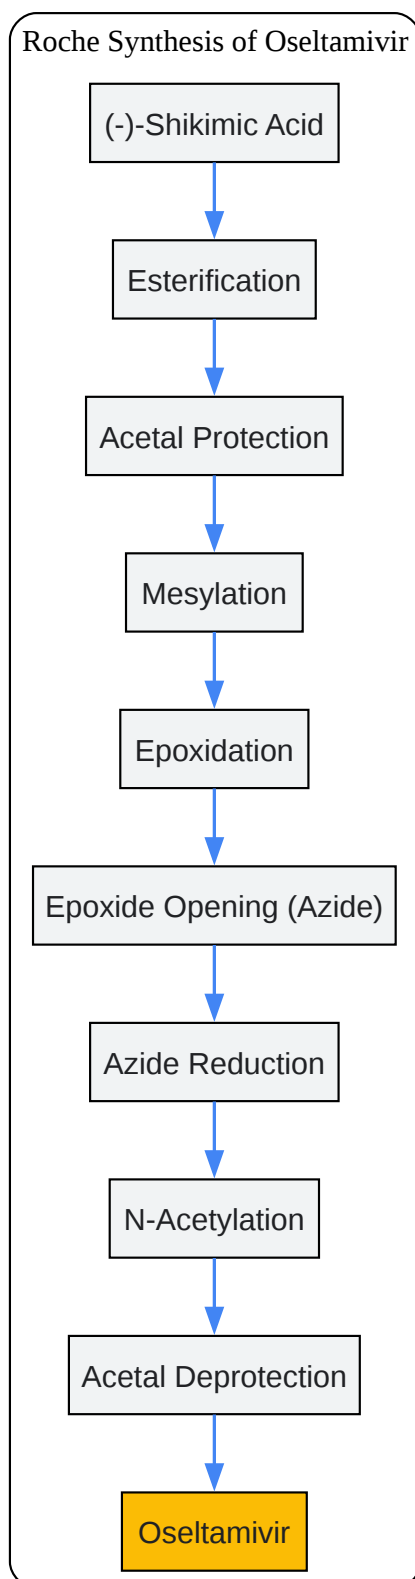 Roche Synthesis of Oseltamivir
(-)-Shikimic Acid
Esterification
Acetal Protection
Mesylation
Epoxidation
Epoxide Opening (Azide)
Azide Reduction
N-Acetylation
Acetal Deprotection
Oseltamivir